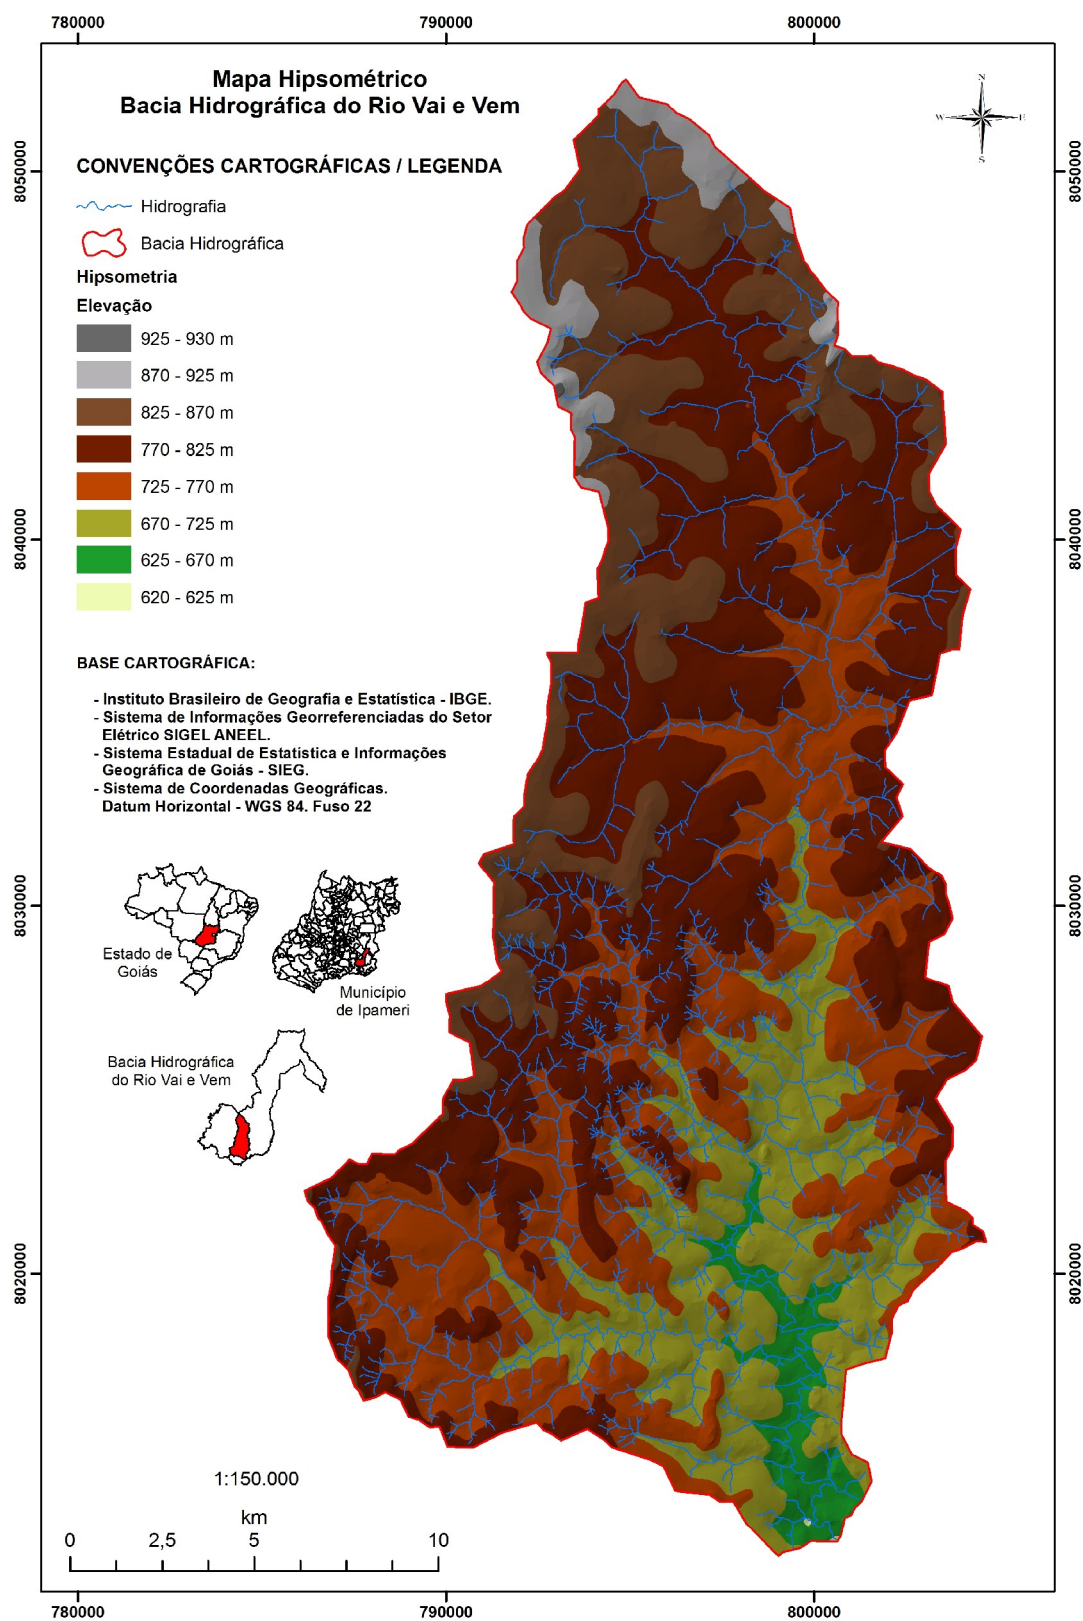 780000
790000
800000
Mapa Hipsométrico
Bacia Hidrográfica do Rio Vai e Vem
N
W
E
S
CONVENÇÕES CARTOGRÁFICAS / LEGENDA
8050000
8050000
Hidrografia
Bacia Hidrográfica
Hipsometria
Elevação
925 - 930 m
870 - 925 m
825 - 870 m
770 - 825 m
725 - 770 m
670 - 725 m
625 - 670 m
620 - 625 m
8040000
8040000
BASE CARTOGRÁFICA:
- Instituto Brasileiro de Geografia e Estatística - IBGE.
- Sistema de Informações Georreferenciadas do Setor
Elétrico SIGEL ANEEL.
- Sistema Estadual de Estatística e Informações
Geográfica de Goiás - SIEG.
- Sistema de Coordenadas Geográficas.
Datum Horizontal - WGS 84. Fuso 22
8030000
8030000
Estado de
Goiás
Município
de Ipameri
Bacia Hidrográfica
do Rio Vai e Vem
8020000
8020000
1:150.000
km
0
2,5
5
10
780000
790000
800000